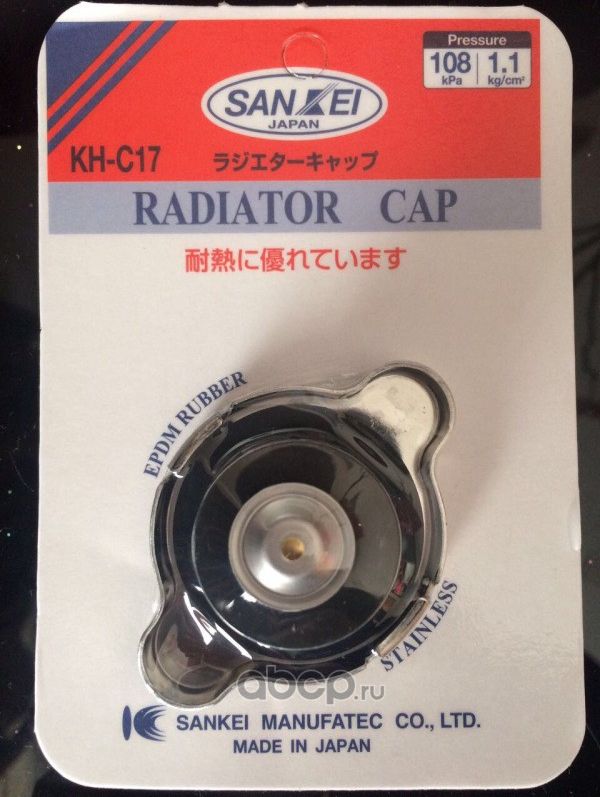 Pressure
108 kPa 1.1 kg/cm²
SANKEI
JAPAN
KH-C17 ラジエターキャップ
RADIATOR CAP
耐熱に優れています
EPDM RUBBER
STAINLESS
abcp.ru
SANKEI MANUFATEC CO., LTD.
MADE IN JAPAN